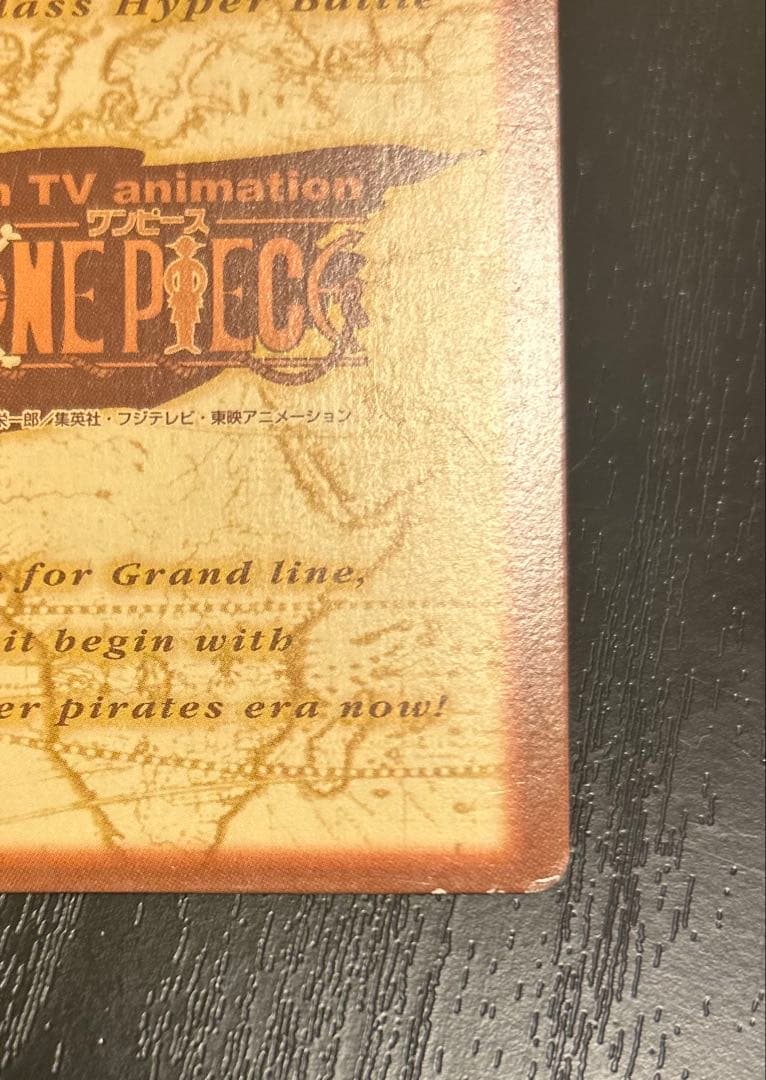 lass Hyper Battle
TV animation
ワンピース
ONE PIECE
栄一郎／集英社・フジテレビ・東映アニメーション
for Grand line,
it begin with
er pirates era now!